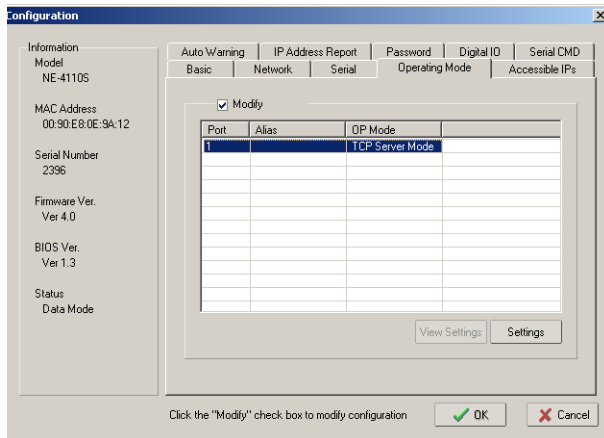 Configuration
Information
Model
NE-4110S
MAC Address
00:90:E8:0E:9A:12
Serial Number
2396
Firmware Ver.
Ver 4.0
BIOS Ver.
Ver 1.3
Status
Data Mode
Auto Warning IP Address Report Password Digital IO Serial CMD
Basic Network Serial Operating Mode Accessible IPs
Modify
Port Alias OP Mode
1 TCP Server Mode
View Settings Settings
Click the "Modify" check box to modify configuration OK Cancel